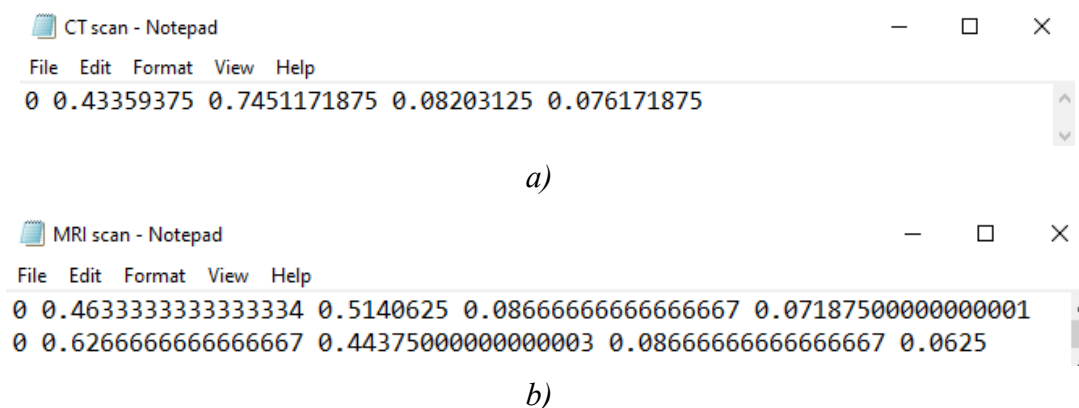 CT scan - Notepad
File Edit Format View Help
0 0.43359375 0.7451171875 0.08203125 0.076171875
a)
MRI scan - Notepad
File Edit Format View Help
0 0.4633333333333334 0.5140625 0.08666666666666667 0.07187500000000001
0 0.6266666666666667 0.44375000000000003 0.08666666666666667 0.0625
b)